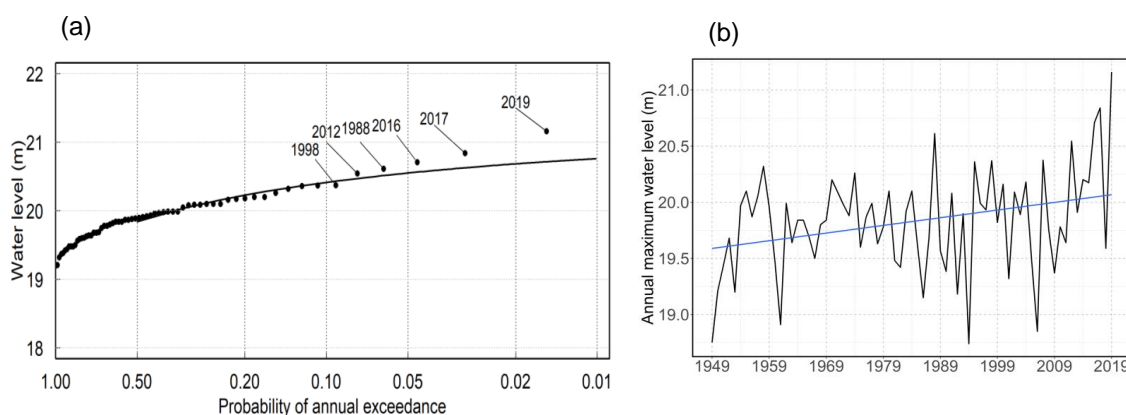 (a)
22
21
20
19
18
Water level (m)
2019
2017
2016
1988
2012
1998
1.00 0.50 0.20 0.10 0.05 0.02 0.01
Probability of annual exceedance
(b)
21.0
20.5
20.0
19.5
19.0
Annual maximum water level (m)
1949 1959 1969 1979 1989 1999 2009 2019